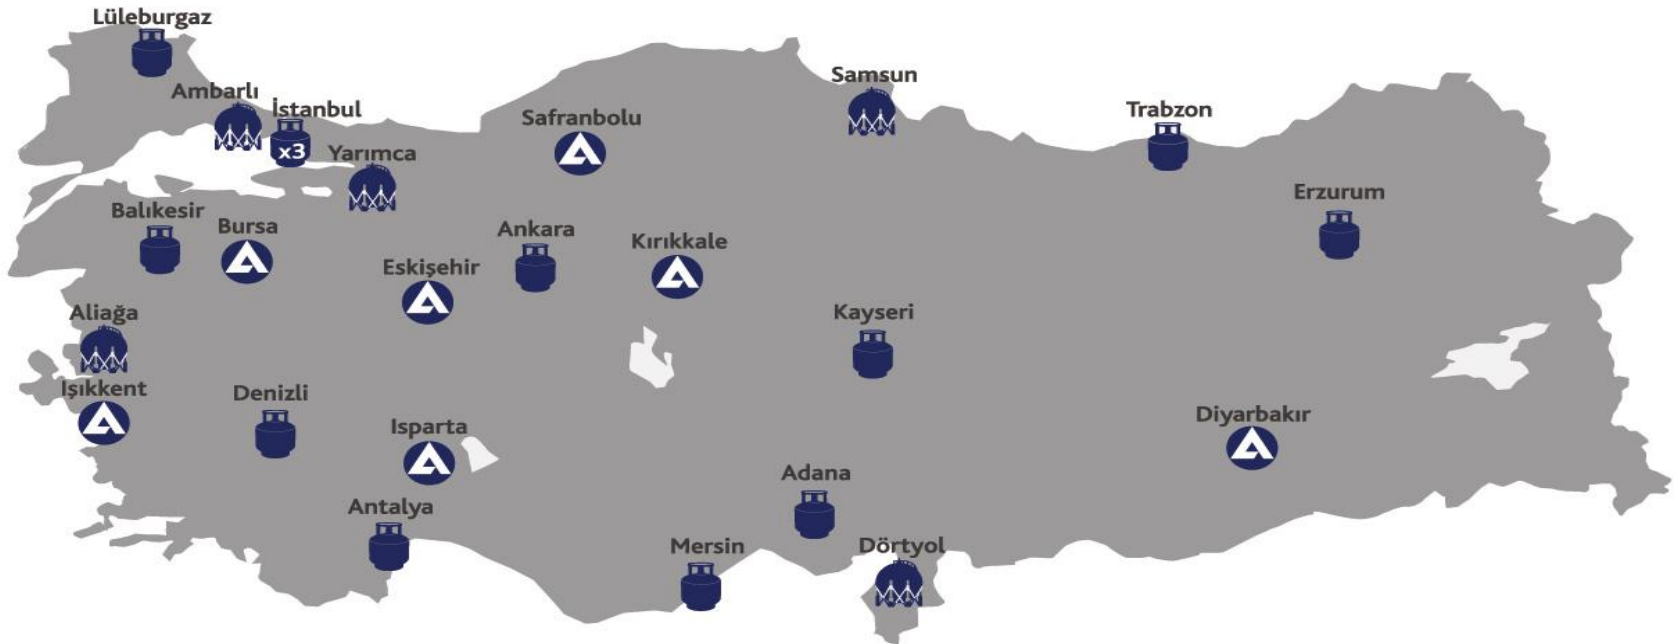 Lüleburgaz
Ambarlı
İstanbul
x3
Yarımca
Safranbolu
Samsun
Trabzon
Erzurum
Balıkesir
Bursa
Eskişehir
Ankara
Kırıkkale
Kayseri
Aliağa
Işıkkent
Denizli
Isparta
Diyarbakır
Antalya
Adana
Mersin
Dörtyol